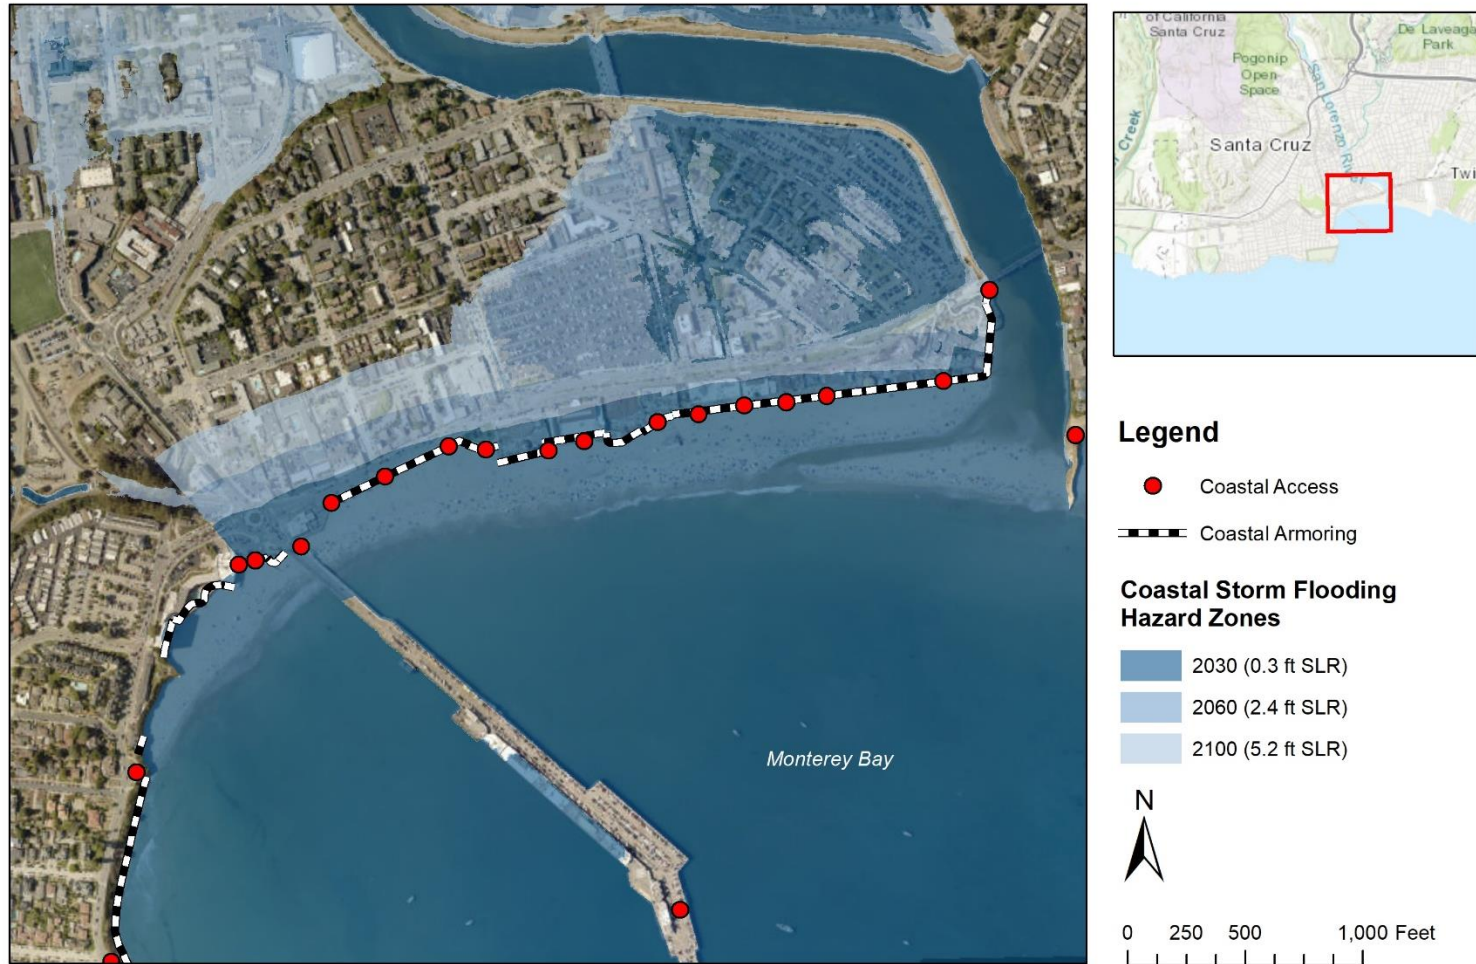 Monterey Bay
of California
Santa Cruz
De Laveaga
Park
Pogonip
Open
Space
San Lorenzo River
Creek
Santa Cruz
Twi
Legend
Coastal Access
Coastal Armoring
Coastal Storm Flooding
Hazard Zones
2030 (0.3 ft SLR)
2060 (2.4 ft SLR)
2100 (5.2 ft SLR)
N
0 250 500 1,000 Feet